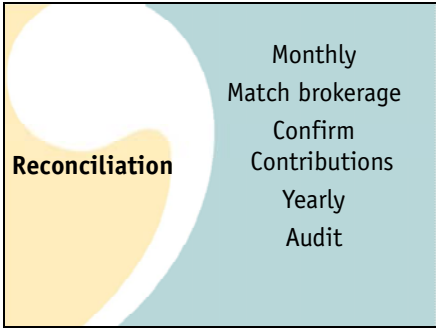 Reconciliation
Monthly
Match brokerage
Confirm
Contributions
Yearly
Audit